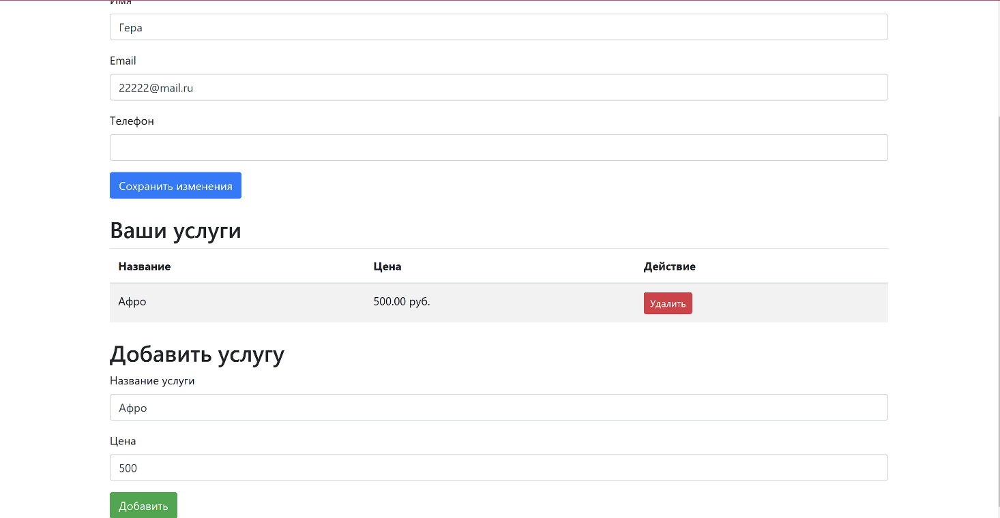 Имя
Гера
Email
22222@mail.ru
Телефон
Сохранить изменения
Ваши услуги
Название Цена Действие
Афро 500.00 руб. Удалить
Добавить услугу
Название услуги
Афро
Цена
500
Добавить